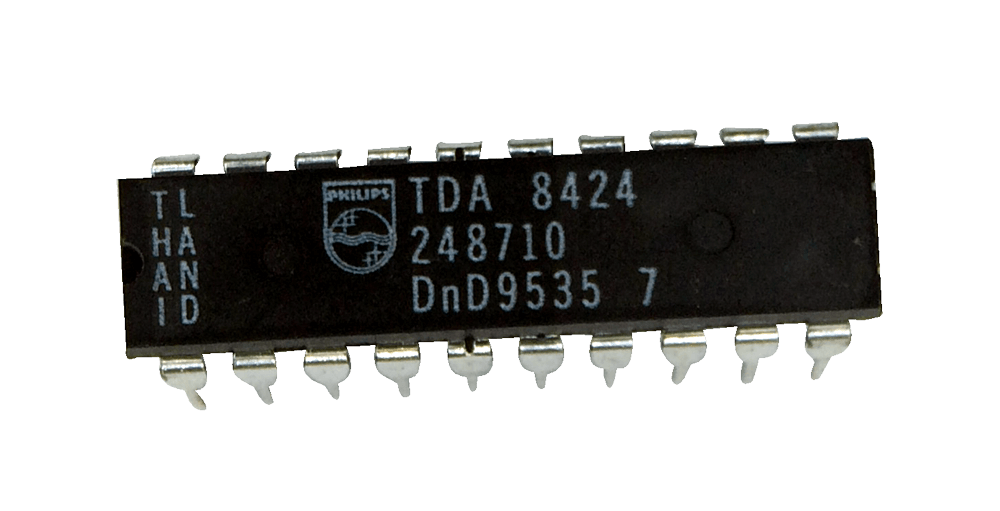 TL
HA
AN
ID
PHILIPS
TDA 8424
248710
DnD9535 7